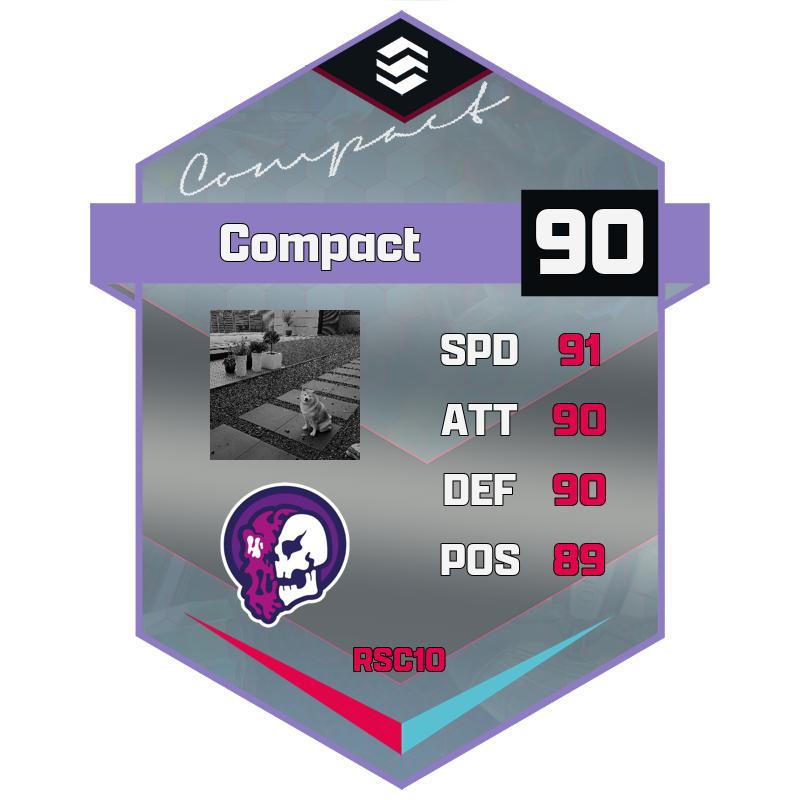 Compact
Compact 90
SPD 91
ATT 90
DEF 90
POS 89
RSC10